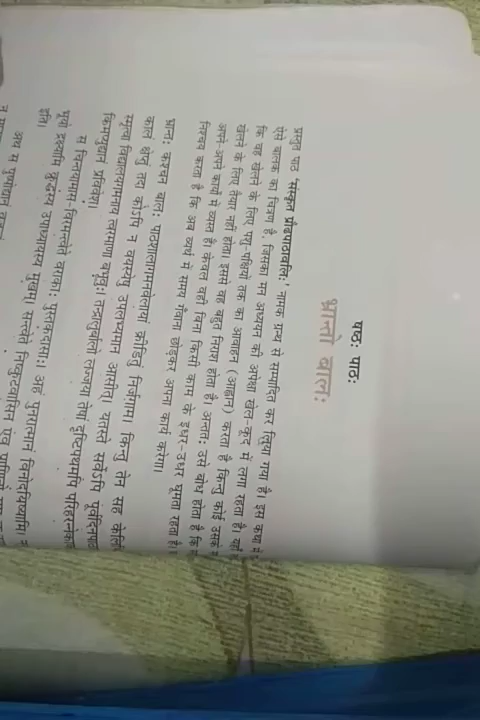 षष्ठः पाठः
भ्रान्तो बालः
प्रस्तुत पाठ 'संस्कृत प्रौढपाठावलिः' नामक ग्रन्थ से सम्पादित कर लिया गया है। इस कथा में
ऐसे बालक का चित्रण है, जिसका मन अध्ययन की अपेक्षा खेल-कूद में लगा रहता है। यहाँ
कि वह खेलने के लिए पशु-पक्षियों तक का आवाहन (आह्वान) करता है किन्तु कोई उसके
खेलने के लिए तैयार नहीं होता। इससे वह बहुत निराश होता है। अन्ततः उसे बोध होता है कि
अपने-अपने कार्यों में व्यस्त हैं। केवल वही बिना किसी काम के इधर-उधर घूमता रहता है।
निश्चय करता है कि अब व्यर्थ में समय गँवाना छोड़कर अपना कार्य करेगा।
भ्रान्तः कश्चन बालः पाठशालागमनवेलायां क्रीडितुं निर्जगाम। किन्तु तेन सह केलिभिः
कालं क्षेप्तुं तदा कोऽपि न वयस्येषु उपलभ्यमान आसीत्। यतस्ते सर्वेऽपि पूर्वदिनपाठान्
स्मृत्वा विद्यालयगमनाय त्वरमाणा बभूवुः। तन्द्रालुर्बालो लज्जया तेषां दृष्टिपथमपि परिहरन्नेकाकी
किमप्युद्यानं प्रविवेश।
स चिन्तयामास- विरमन्त्वेते वराकाः पुस्तकदासाः। अहं पुनरात्मानं विनोदयिष्यामि।
भूयो द्रक्ष्यामि क्रुद्धस्य उपाध्यायस्य मुखम्। सन्त्वेते निष्कुटवासिन एव
इति।
अथ स पुष्पोद्यानं